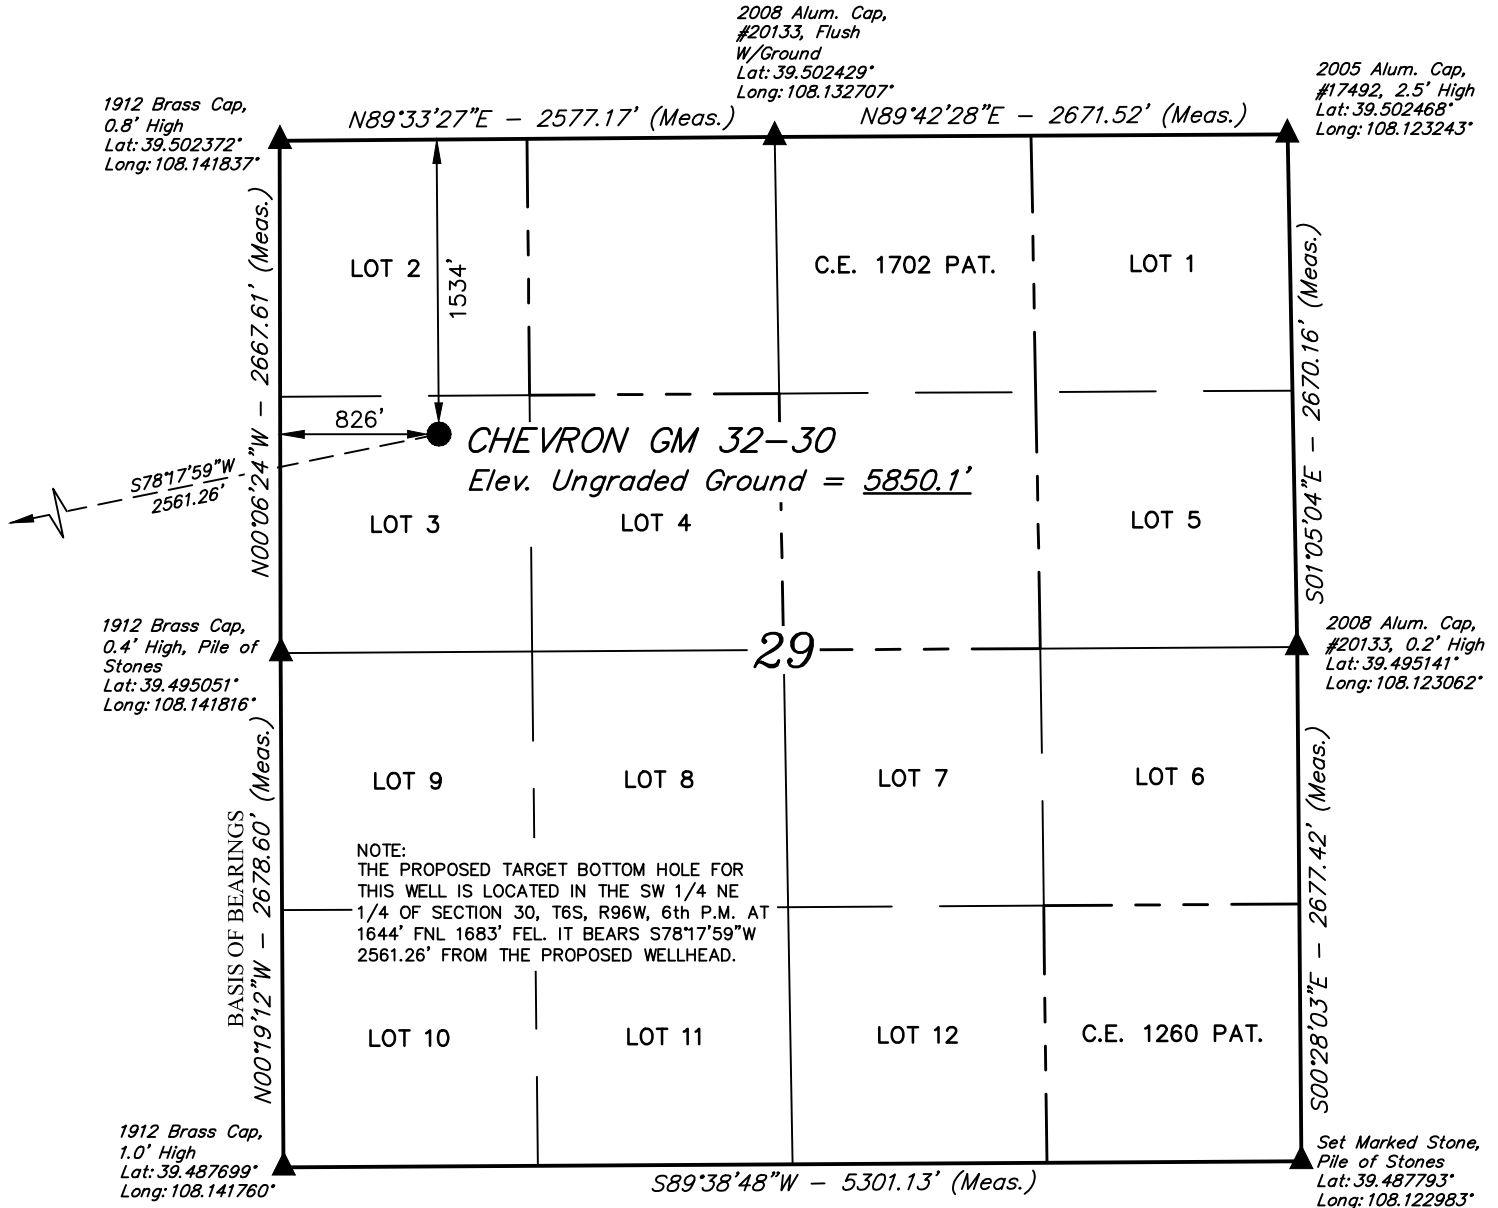 2008 Alum. Cap,
#20133, Flush
W/Ground
Lat: 39.502429°
Long: 108.132707°
2005 Alum. Cap,
#17492, 2.5' High
Lat: 39.502468°
Long: 108.123243°
1912 Brass Cap,
0.8' High
Lat: 39.502372°
Long: 108.141837°
N89°33'27"E – 2577.17' (Meas.)
N89°42'28"E – 2671.52' (Meas.)
N00°06'24"W – 2667.61' (Meas.)
S01°05'04"E – 2670.16' (Meas.)
LOT 2
1534'
C.E. 1702 PAT.
LOT 1
826'
CHEVRON GM 32-30
Elev. Ungraded Ground = 5850.1'
S78°17'59"W
2561.26'
LOT 3
LOT 4
LOT 5
1912 Brass Cap,
0.4' High, Pile of
Stones
Lat: 39.495051°
Long: 108.141816°
29
2008 Alum. Cap,
#20133, 0.2' High
Lat: 39.495141°
Long: 108.123062°
BASIS OF BEARINGS
N00°19'12"W – 2678.60' (Meas.)
S00°28'03"E – 2677.42' (Meas.)
LOT 9
LOT 8
LOT 7
LOT 6
NOTE:
THE PROPOSED TARGET BOTTOM HOLE FOR
THIS WELL IS LOCATED IN THE SW 1/4 NE
1/4 OF SECTION 30, T6S, R96W, 6th P.M. AT
1644' FNL 1683' FEL. IT BEARS S78°17'59"W
2561.26' FROM THE PROPOSED WELLHEAD.
LOT 10
LOT 11
LOT 12
C.E. 1260 PAT.
1912 Brass Cap,
1.0' High
Lat: 39.487699°
Long: 108.141760°
S89°38'48"W – 5301.13' (Meas.)
Set Marked Stone,
Pile of Stones
Lat: 39.487793°
Long: 108.122983°